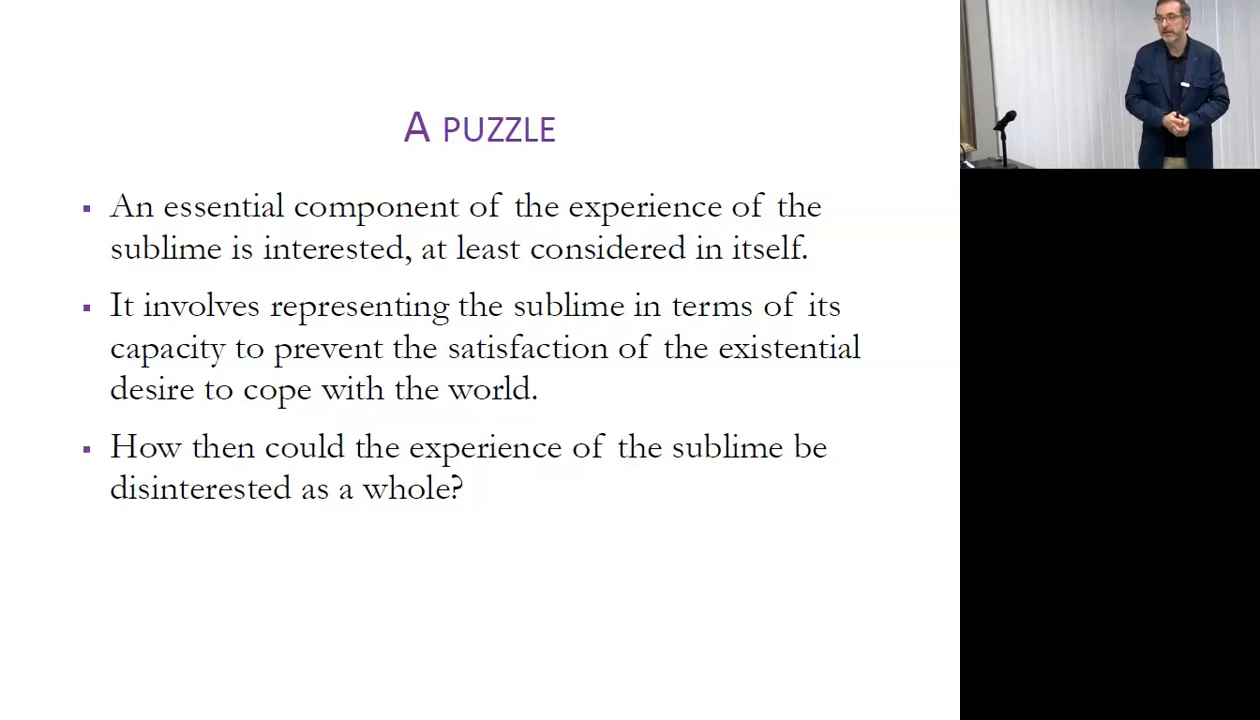 A PUZZLE
▪ An essential component of the experience of the
sublime is interested, at least considered in itself.
▪ It involves representing the sublime in terms of its
capacity to prevent the satisfaction of the existential
desire to cope with the world.
▪ How then could the experience of the sublime be
disinterested as a whole?